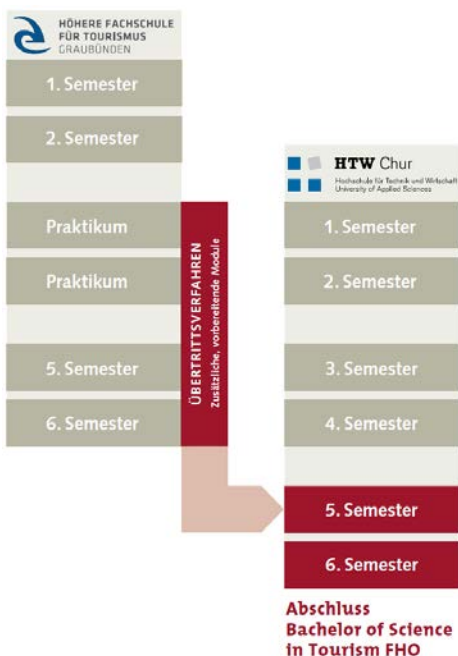 HÖHERE FACHSCHULE
FÜR TOURISMUS
GRAUBÜNDEN
1. Semester
2. Semester
Praktikum
Praktikum
5. Semester
6. Semester
ÜBERTRITTSVERFAHREN
Zusätzliche, vorbereitende Module
HTW Chur
Hochschule für Technik und Wirtschaft
University of Applied Sciences
1. Semester
2. Semester
3. Semester
4. Semester
5. Semester
6. Semester
Abschluss
Bachelor of Science
in Tourism FHO